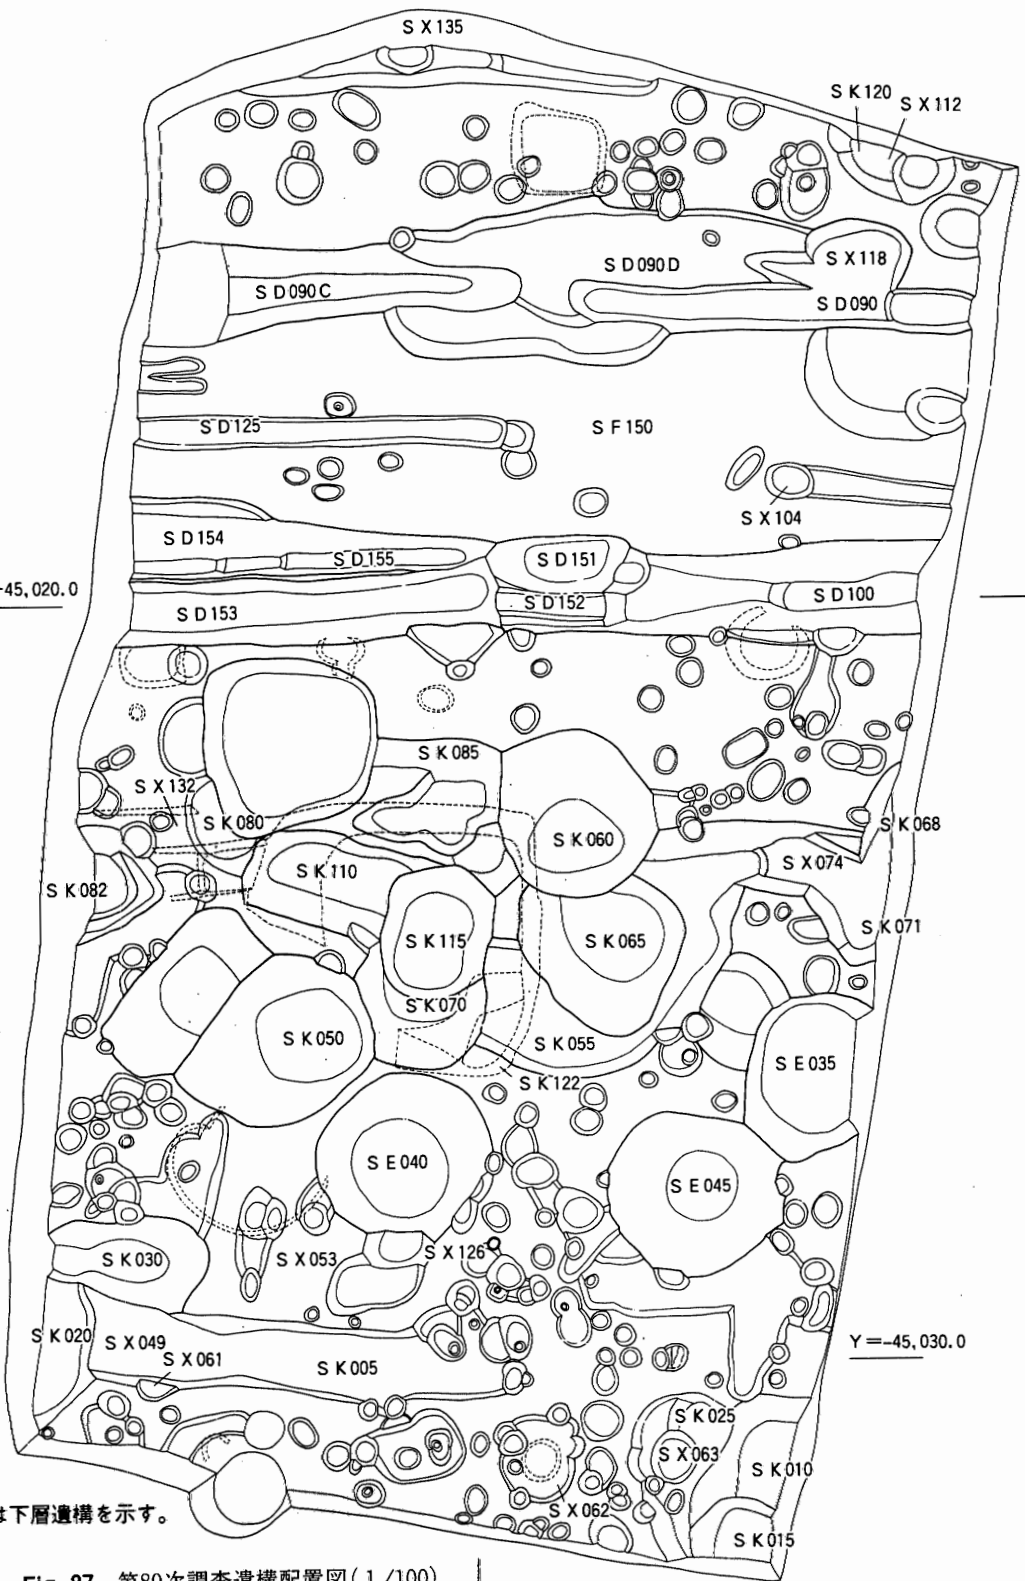 S X 135
S K 120
S X 112
S D 090 D
S X 118
S D 090 C
S D 090
S D 125
S F 150
S X 104
S D 154
S D 155
S D 151
-45,020.0
S D 153
S D 152
S D 100
S K 085
S X 132
S K 080
S K 060
S K 068
S X 074
S K 110
S K 082
S K 115
S K 065
S K 071
S K 070
S K 050
S K 055
S E 035
S K 122
S E 040
S E 045
S K 030
S X 053
S X 126
S K 020
S X 049
S X 061
S K 005
Y=-45,030.0
S K 025
S X 063
S K 010
S X 062
は下層遺構を示す。
S K 015
Fig. 27 第80次調査遺構配置図(1/100)